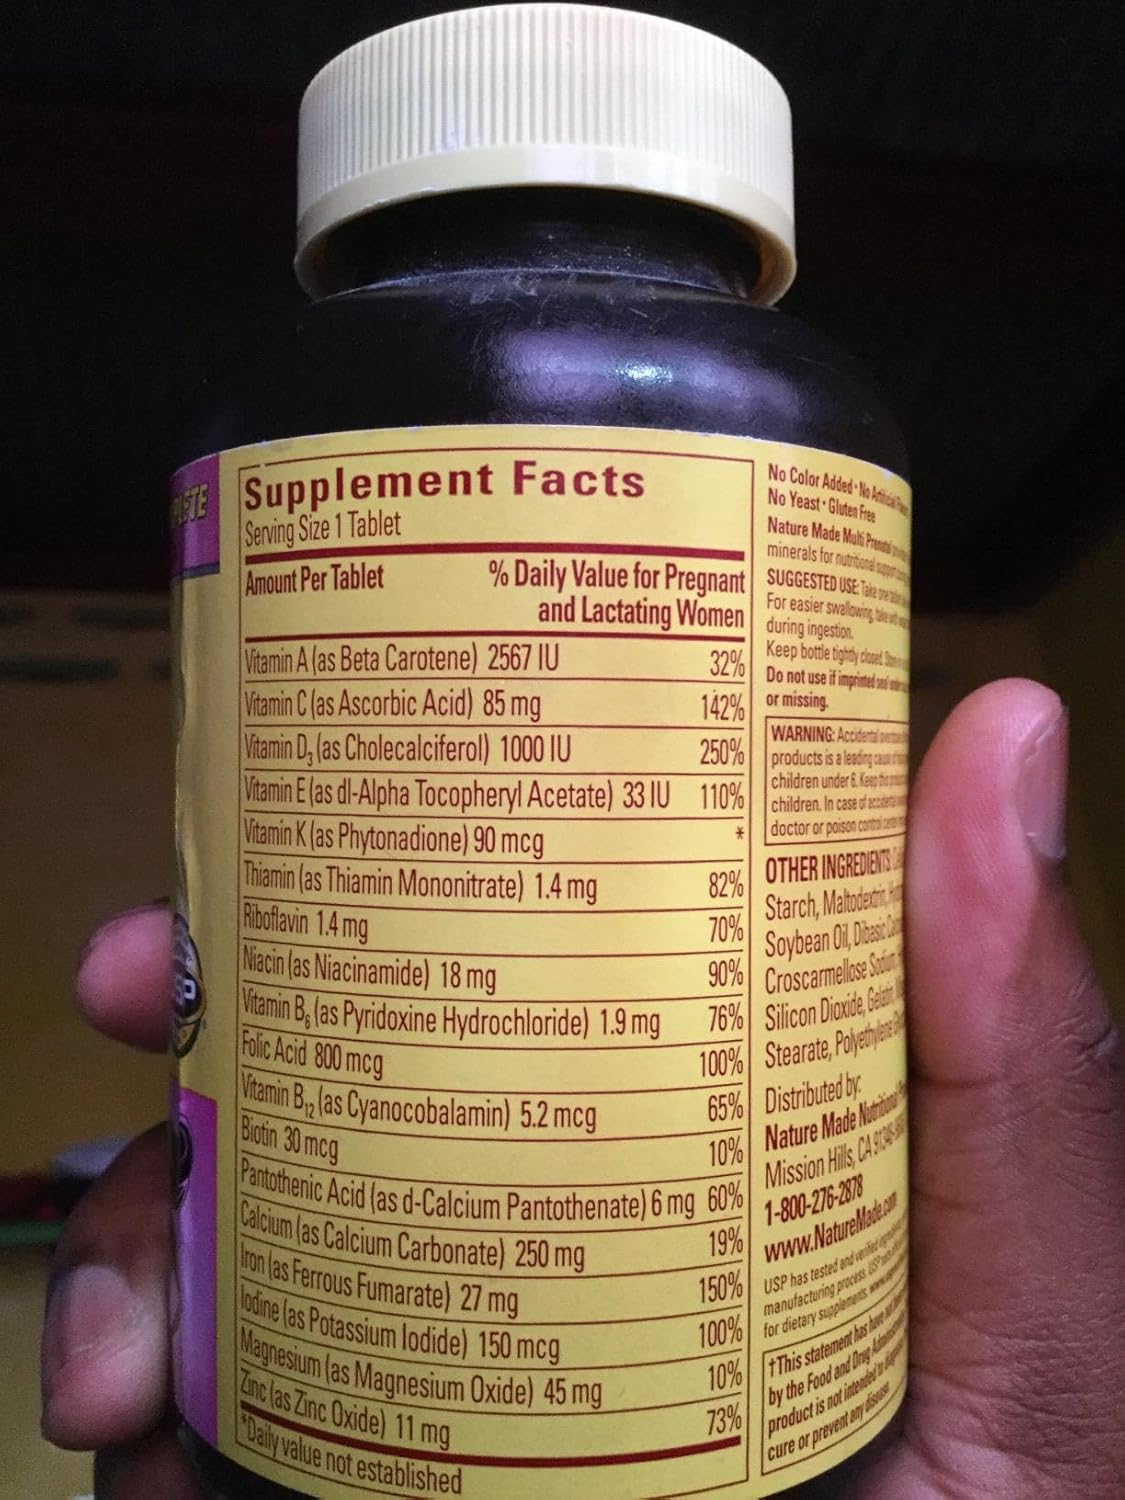 Supplement Facts
Serving Size 1 Tablet
Amount Per Tablet % Daily Value for Pregnant
and Lactating Women
Vitamin A (as Beta Carotene) 2567 IU 32%
Vitamin C (as Ascorbic Acid) 85 mg 142%
Vitamin D3 (as Cholecalciferol) 1000 IU 250%
Vitamin E (as dl-Alpha Tocopheryl Acetate) 33 IU 110%
Vitamin K (as Phytonadione) 90 mcg *
Thiamin (as Thiamin Mononitrate) 1.4 mg 82%
Riboflavin 1.4 mg 70%
Niacin (as Niacinamide) 18 mg 90%
Vitamin B6 (as Pyridoxine Hydrochloride) 1.9 mg 76%
Folic Acid 800 mcg 100%
Vitamin B12 (as Cyanocobalamin) 5.2 mcg 65%
Biotin 30 mcg 10%
Pantothenic Acid (as d-Calcium Pantothenate) 6 mg 60%
Calcium (as Calcium Carbonate) 250 mg 19%
Iron (as Ferrous Fumarate) 27 mg 150%
Iodine (as Potassium Iodide) 150 mcg 100%
Magnesium (as Magnesium Oxide) 45 mg 10%
Zinc (as Zinc Oxide) 11 mg 73%
*Daily value not established
No Color Added • No Artificial
No Yeast • Gluten Free
Nature Made Multi Prenatal
minerals for nutritional support
SUGGESTED USE: Take one
For easier swallowing, take with
during ingestion.
Keep bottle tightly closed.
Do not use if imprinted seal
or missing.
WARNING: Accidental
products is a leading cause
children under 6. Keep this
children. In case of accidental
doctor or poison control
OTHER INGREDIENTS:
Starch, Maltodextrin,
Soybean Oil, Dibasic
Croscarmellose Sodium,
Silicon Dioxide, Gelatin,
Stearate, Polyethylene
Distributed by:
Nature Made Nutritional
Mission Hills, CA
1-800-276-2878
www.NatureMade.com
USP has tested and verified
manufacturing process. USP
for dietary supplements.
†This statement has
by the Food and Drug
product is not intended to
cure or prevent any disease.